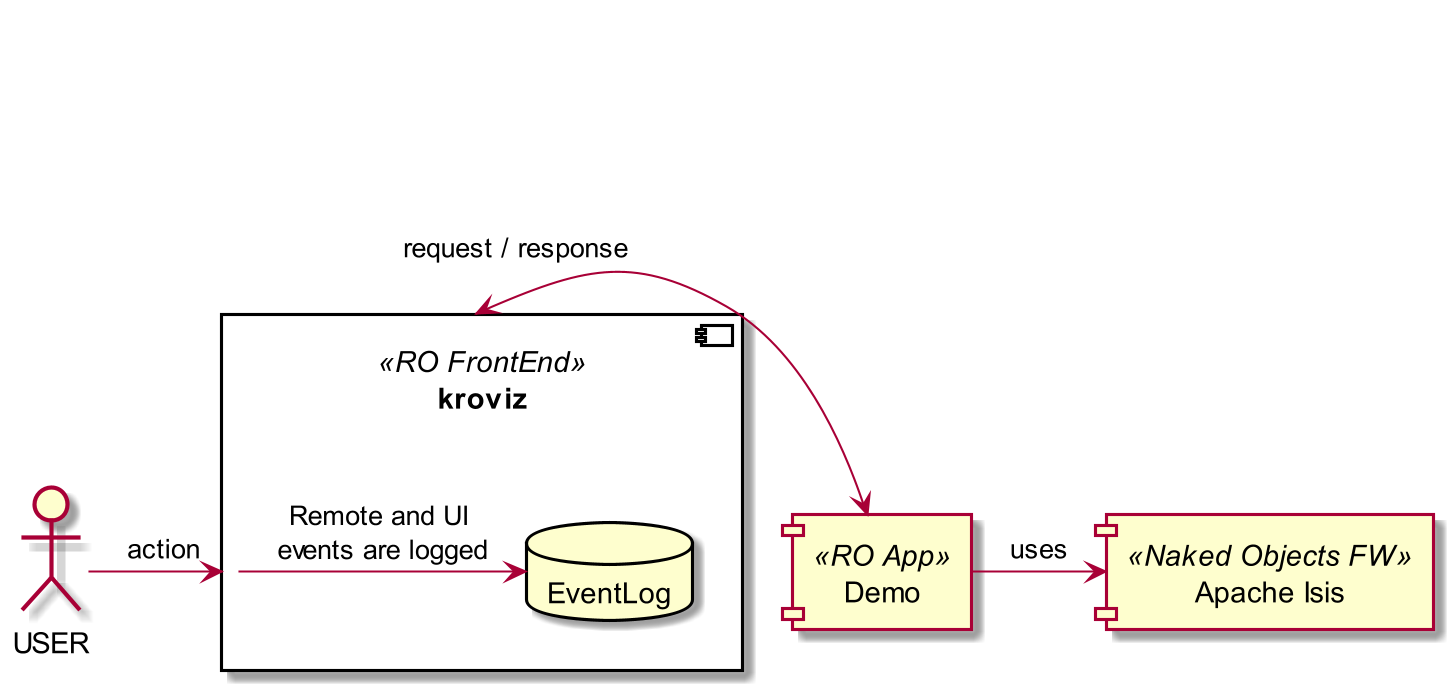 request / response
«RO FrontEnd»
kroviz
Remote and UI
events are logged
action
EventLog
USER
«RO App»
Demo
uses
«Naked Objects FW»
Apache Isis